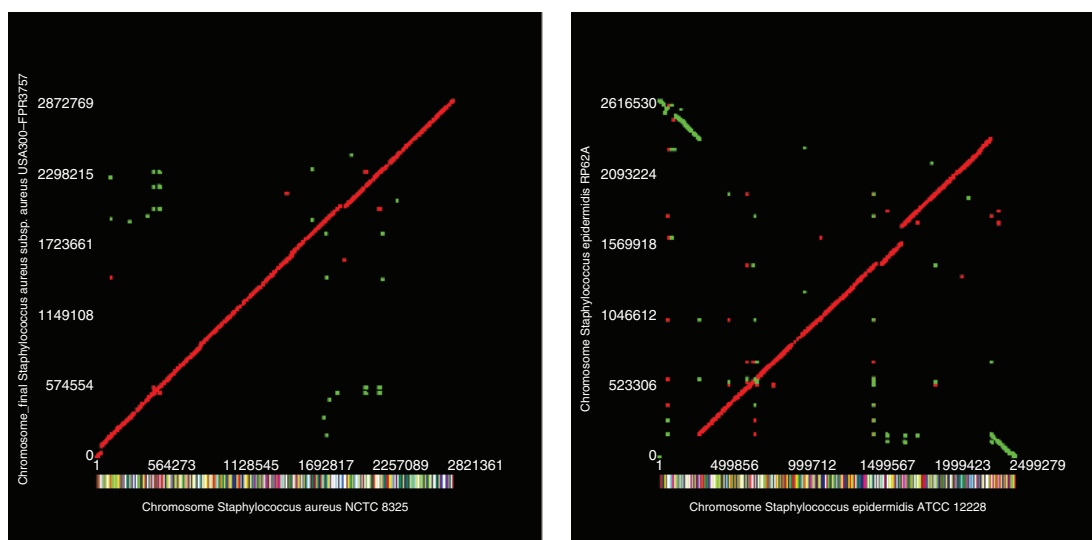 Chromosome_final Staphylococcus aureus subsp. aureus USA300–FPR3757
2872769
2298215
1723661
1149108
574554
0
1 564273 1128545 1692817 2257089 2821361
Chromosome Staphylococcus aureus NCTC 8325
Chromosome Staphylococcus epidermidis RP62A
2616530
2093224
1569918
1046612
523306
0
1 499856 999712 1499567 1999423 2499279
Chromosome Staphylococcus epidermidis ATCC 12228